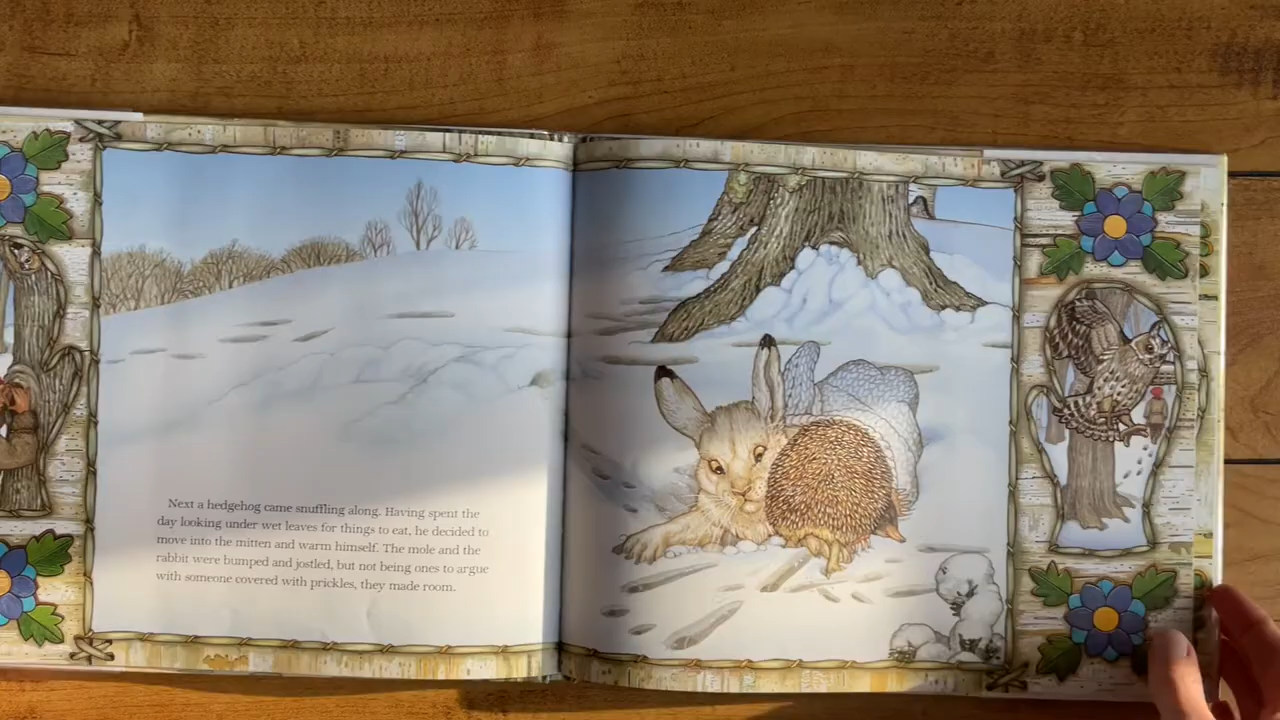 Next a hedgehog came snuffling along. Having spent the
day looking under wet leaves for things to eat, he decided to
move into the mitten and warm himself. The mole and the
rabbit were bumped and jostled, but not being ones to argue
with someone covered with prickles, they made room.